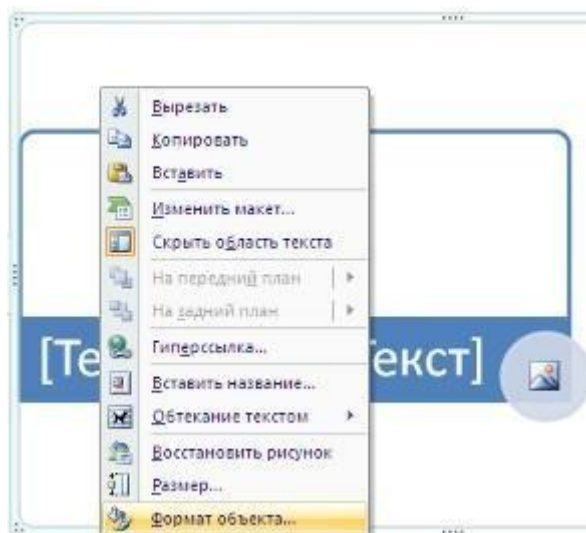 Вырезать
Копировать
Вставить
Изменить макет...
Скрыть область текста
На передний план
На задний план
Гиперссылка...
[Те екст]
Вставить название...
Обтекание текстом
Восстановить рисунок
Размер...
Формат объекта...